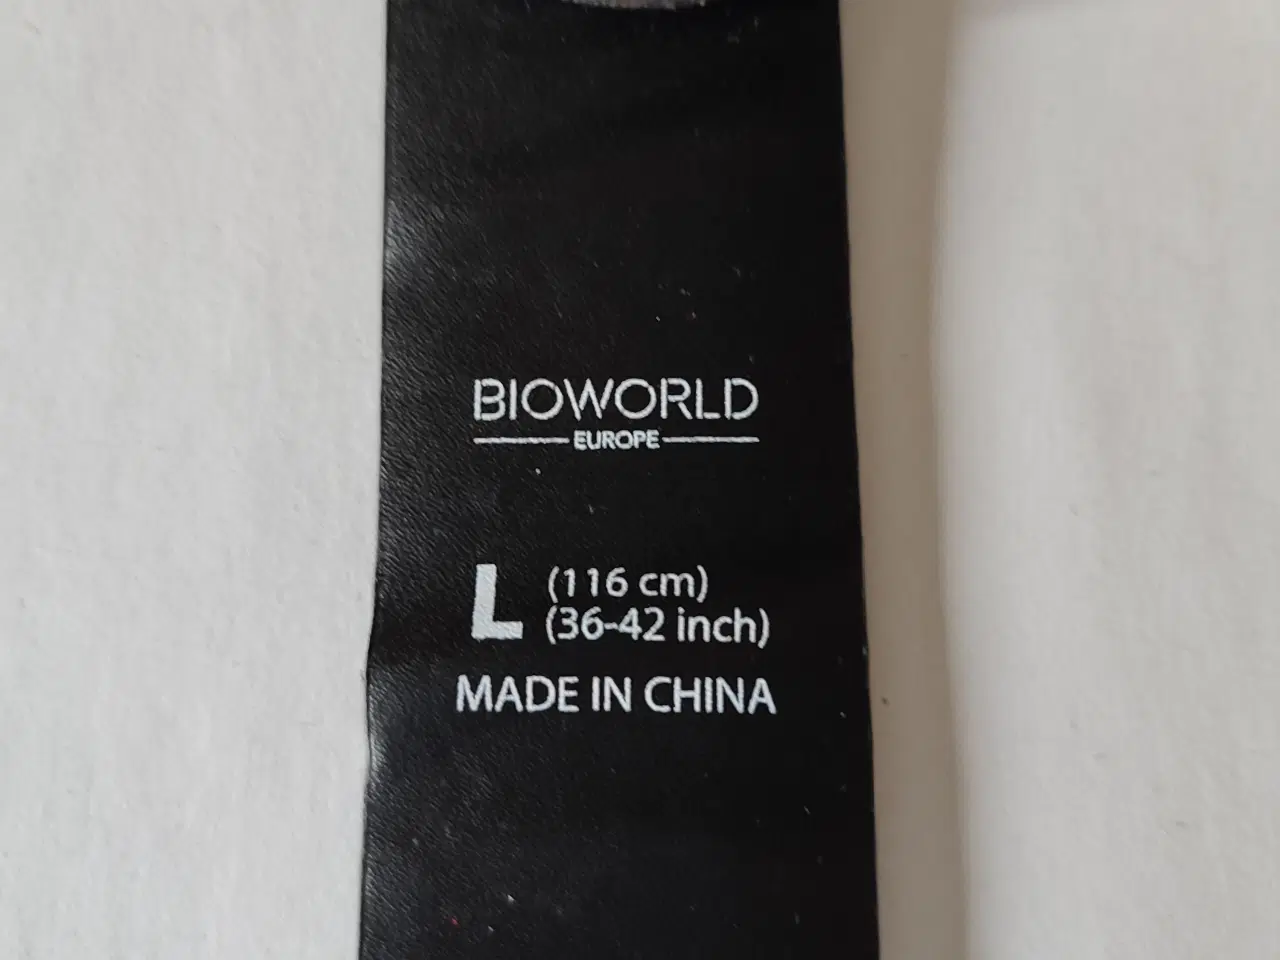 BIOWORLD
EUROPE
L (116 cm)
(36-42 inch)
MADE IN CHINA